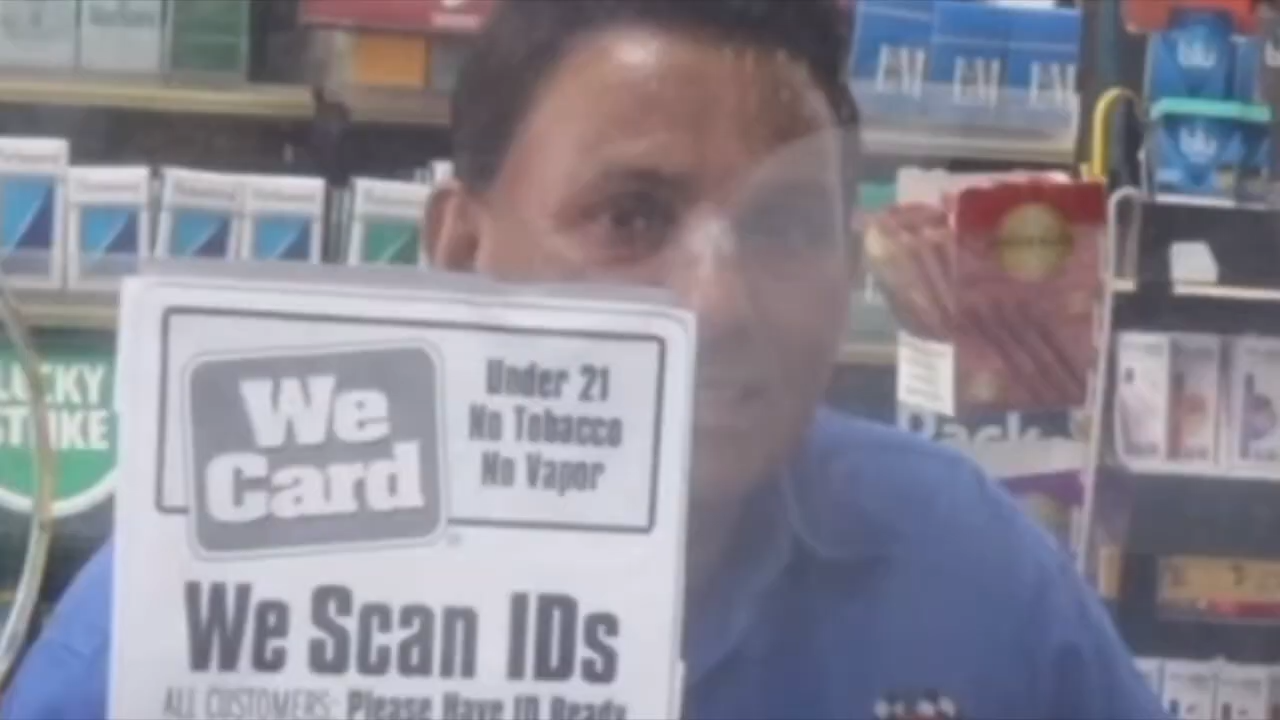 L&M
L&M
L&M
LUCKY
STRIKE
We
Card
Under 21
No Tobacco
No Vapor
We Scan IDs
ALL CUSTOMERS: Please Have ID Ready